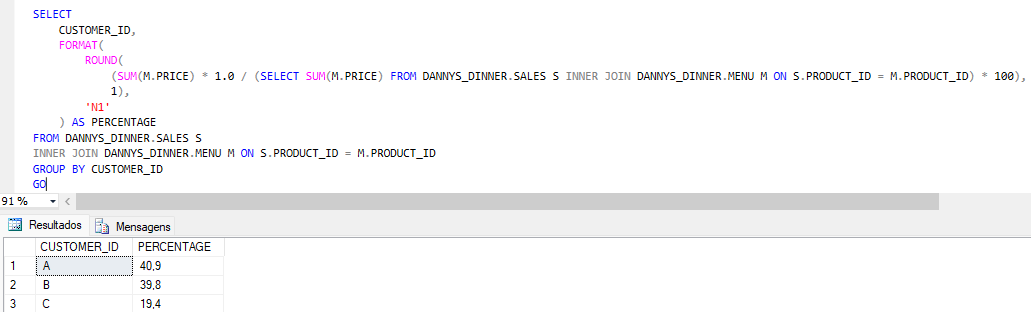 SELECT
CUSTOMER_ID,
FORMAT(
ROUND(
(SUM(M.PRICE) * 1.0 / (SELECT SUM(M.PRICE) FROM DANNYS_DINNER.SALES S INNER JOIN DANNYS_DINNER.MENU M ON S.PRODUCT_ID = M.PRODUCT_ID) * 100),
1),
'N1'
) AS PERCENTAGE
FROM DANNYS_DINNER.SALES S
INNER JOIN DANNYS_DINNER.MENU M ON S.PRODUCT_ID = M.PRODUCT_ID
GROUP BY CUSTOMER_ID
GO
91 %
Resultados Mensagens
CUSTOMER_ID PERCENTAGE
1 A 40,9
2 B 39,8
3 C 19,4